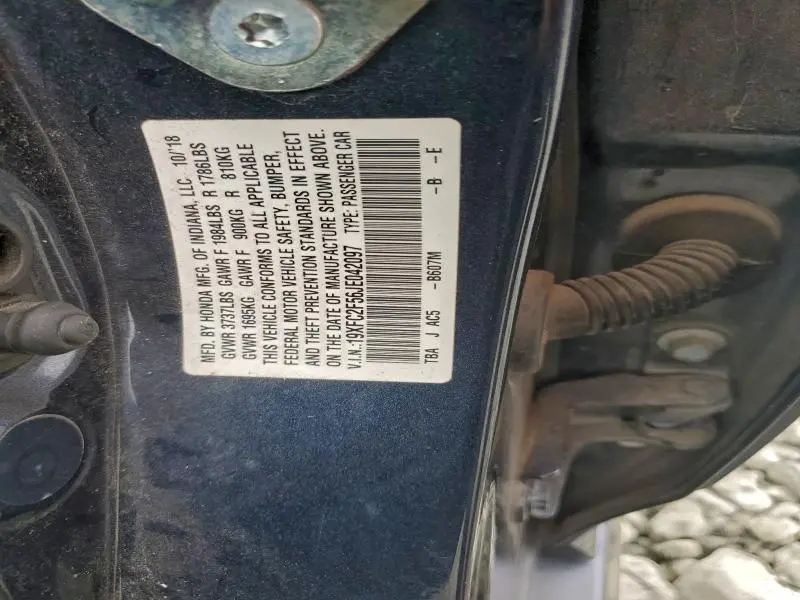 MFD. BY HONDA MFG. OF INDIANA, LLC 10/'18
GVWR 3737LBS GAWR F 1984LBS R 1786LBS
GWWR 1695KG GAWR F 900KG R 810KG
THIS VEHICLE CONFORMS TO ALL APPLICABLE
FEDERAL MOTOR VEHICLE SAFETY, BUMPER,
AND THEFT PREVENTION STANDARDS IN EFFECT
ON THE DATE OF MANUFACTURE SHOWN ABOVE.
V.I.N.:19XFC2F56JE042097 TYPE: PASSENGER CAR
TBA J AC5 -B607M -B -E